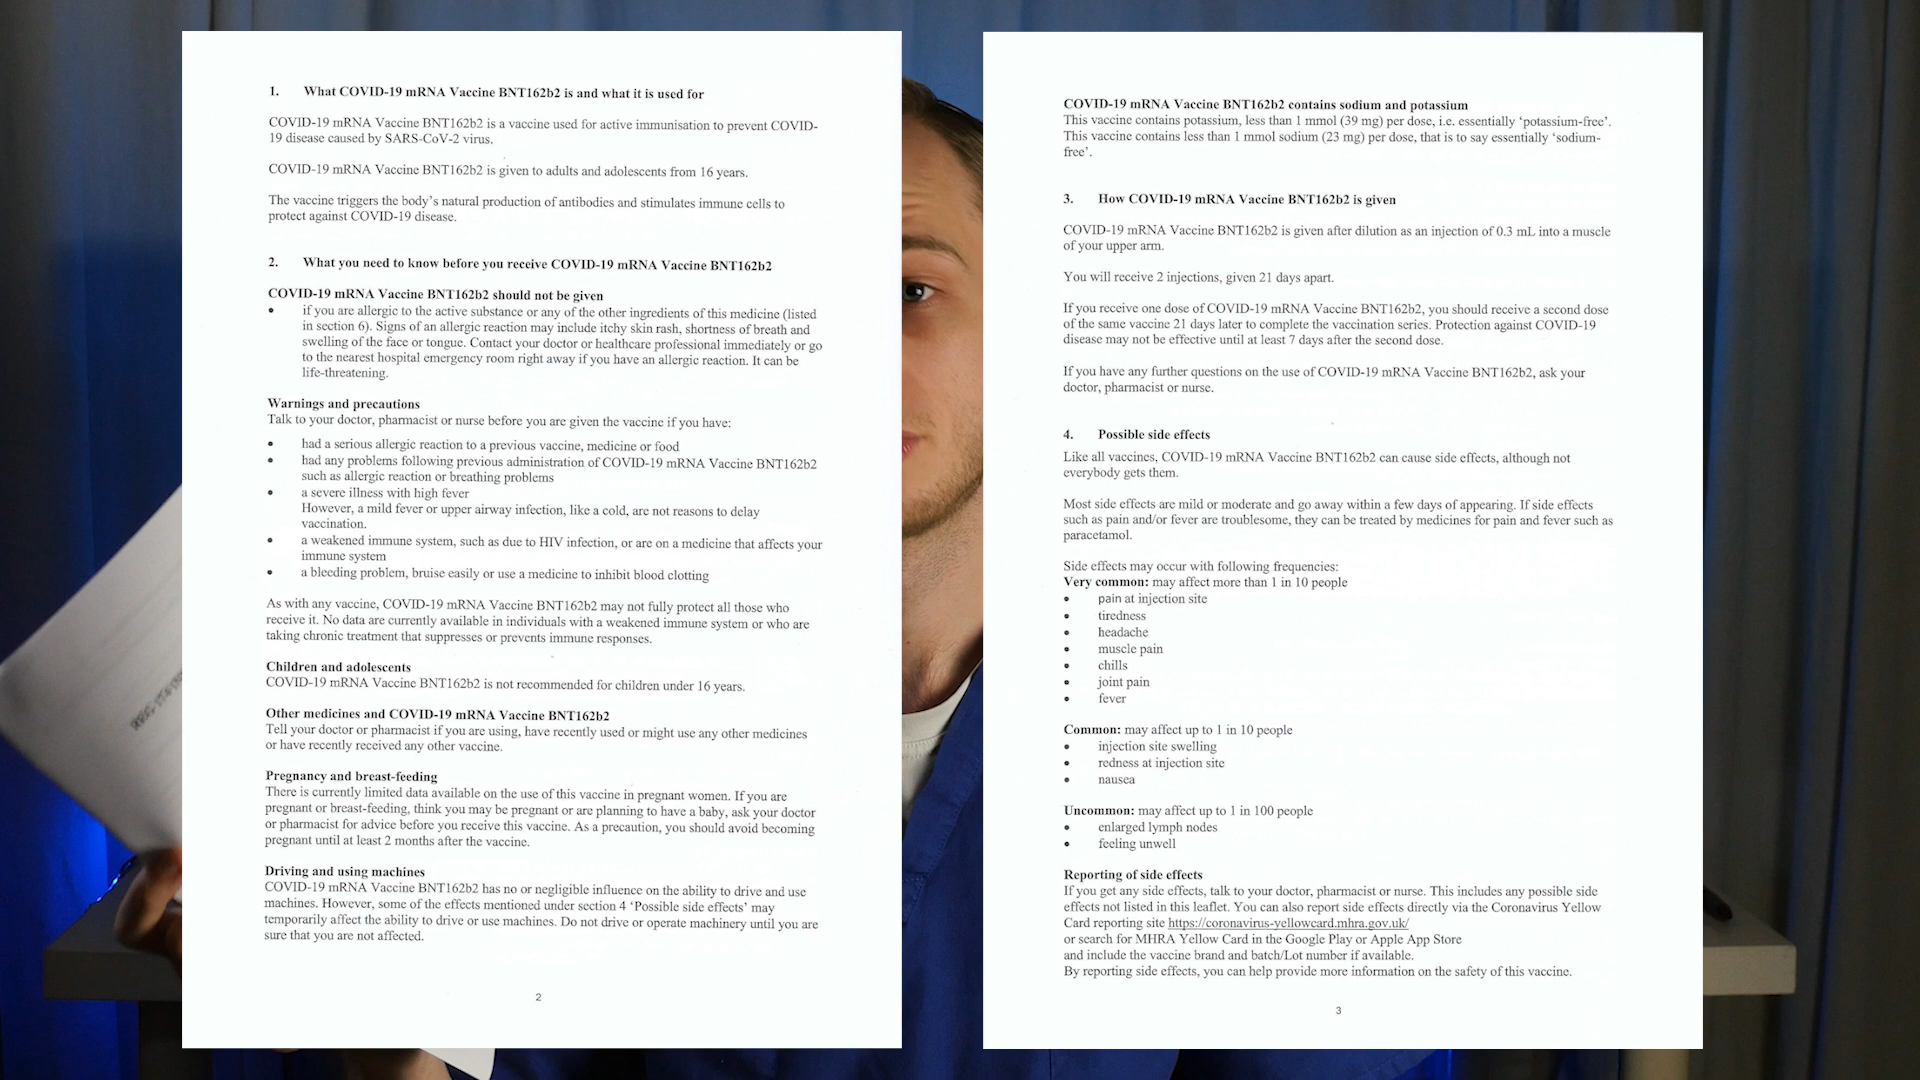 1. What COVID-19 mRNA Vaccine BNT162b2 is and what it is used for
COVID-19 mRNA Vaccine BNT162b2 is a vaccine used for active immunisation to prevent COVID-
19 disease caused by SARS-CoV-2 virus.
COVID-19 mRNA Vaccine BNT162b2 is given to adults and adolescents from 16 years.
The vaccine triggers the body's natural production of antibodies and stimulates immune cells to
protect against COVID-19 disease.
2. What you need to know before you receive COVID-19 mRNA Vaccine BNT162b2
COVID-19 mRNA Vaccine BNT162b2 should not be given
• if you are allergic to the active substance or any of the other ingredients of this medicine (listed
in section 6). Signs of an allergic reaction may include itchy skin rash, shortness of breath and
swelling of the face or tongue. Contact your doctor or healthcare professional immediately or go
to the nearest hospital emergency room right away if you have an allergic reaction. It can be
life-threatening.
Warnings and precautions
Talk to your doctor, pharmacist or nurse before you are given the vaccine if you have:
• had a serious allergic reaction to a previous vaccine, medicine or food
• had any problems following previous administration of COVID-19 mRNA Vaccine BNT162b2
such as allergic reaction or breathing problems
• a severe illness with high fever
However, a mild fever or upper airway infection, like a cold, are not reasons to delay
vaccination.
• a weakened immune system, such as due to HIV infection, or are on a medicine that affects your
immune system
• a bleeding problem, bruise easily or use a medicine to inhibit blood clotting
As with any vaccine, COVID-19 mRNA Vaccine BNT162b2 may not fully protect all those who
receive it. No data are currently available in individuals with a weakened immune system or who are
taking chronic treatment that suppresses or prevents immune responses.
Children and adolescents
COVID-19 mRNA Vaccine BNT162b2 is not recommended for children under 16 years.
Other medicines and COVID-19 mRNA Vaccine BNT162b2
Tell your doctor or pharmacist if you are using, have recently used or might use any other medicines
or have recently received any other vaccine.
Pregnancy and breast-feeding
There is currently limited data available on the use of this vaccine in pregnant women. If you are
pregnant or breast-feeding, think you may be pregnant or are planning to have a baby, ask your doctor
or pharmacist for advice before you receive this vaccine. As a precaution, you should avoid becoming
pregnant until at least 2 months after the vaccine.
Driving and using machines
COVID-19 mRNA Vaccine BNT162b2 has no or negligible influence on the ability to drive and use
machines. However, some of the effects mentioned under section 4 'Possible side effects' may
temporarily affect the ability to drive or use machines. Do not drive or operate machinery until you are
sure that you are not affected.
2
COVID-19 mRNA Vaccine BNT162b2 contains sodium and potassium
This vaccine contains potassium, less than 1 mmol (39 mg) per dose, i.e. essentially 'potassium-free'.
This vaccine contains less than 1 mmol sodium (23 mg) per dose, that is to say essentially 'sodium-
free'.
3. How COVID-19 mRNA Vaccine BNT162b2 is given
COVID-19 mRNA Vaccine BNT162b2 is given after dilution as an injection of 0.3 mL into a muscle
of your upper arm.
You will receive 2 injections, given 21 days apart.
If you receive one dose of COVID-19 mRNA Vaccine BNT162b2, you should receive a second dose
of the same vaccine 21 days later to complete the vaccination series. Protection against COVID-19
disease may not be effective until at least 7 days after the second dose.
If you have any further questions on the use of COVID-19 mRNA Vaccine BNT162b2, ask your
doctor, pharmacist or nurse.
4. Possible side effects
Like all vaccines, COVID-19 mRNA Vaccine BNT162b2 can cause side effects, although not
everybody gets them.
Most side effects are mild or moderate and go away within a few days of appearing. If side effects
such as pain and/or fever are troublesome, they can be treated by medicines for pain and fever such as
paracetamol.
Side effects may occur with following frequencies:
Very common: may affect more than 1 in 10 people
• pain at injection site
• tiredness
• headache
• muscle pain
• chills
• joint pain
• fever
Common: may affect up to 1 in 10 people
• injection site swelling
• redness at injection site
• nausea
Uncommon: may affect up to 1 in 100 people
• enlarged lymph nodes
• feeling unwell
Reporting of side effects
If you get any side effects, talk to your doctor, pharmacist or nurse. This includes any possible side
effects not listed in this leaflet. You can also report side effects directly via the Coronavirus Yellow
Card reporting site https://coronavirus-yellowcard.mhra.gov.uk/
or search for MHRA Yellow Card in the Google Play or Apple App Store
and include the vaccine brand and batch/Lot number if available.
By reporting side effects, you can help provide more information on the safety of this vaccine.
3